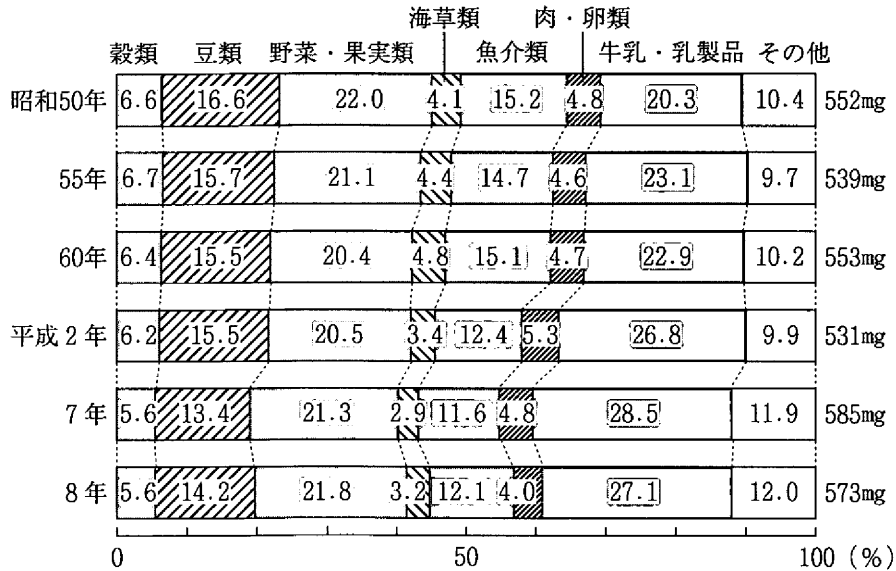 海草類 肉・卵類
穀類 豆類 野菜・果実類 魚介類 牛乳・乳製品 その他
昭和50年 6.6 16.6 22.0 4.1 15.2 4.8 20.3 10.4 552mg
55年 6.7 15.7 21.1 4.4 14.7 4.6 23.1 9.7 539mg
60年 6.4 15.5 20.4 4.8 15.1 4.7 22.9 10.2 553mg
平成2年 6.2 15.5 20.5 3.4 12.4 5.3 26.8 9.9 531mg
7年 5.6 13.4 21.3 2.9 11.6 4.8 28.5 11.9 585mg
8年 5.6 14.2 21.8 3.2 12.1 4.0 27.1 12.0 573mg
0 50 100 (%)